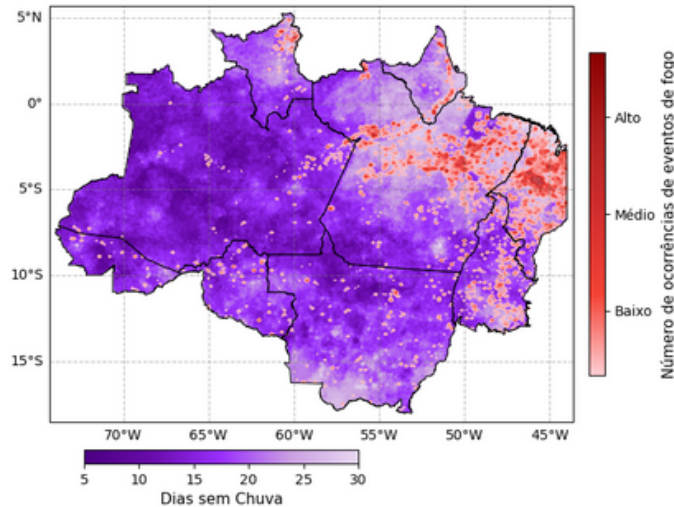 5°N
0°
5°S
10°S
15°S
70°W 65°W 60°W 55°W 50°W 45°W
5 10 15 20 25 30
Dias sem Chuva
Alto
Médio
Baixo
Número de ocorrências de eventos de fogo